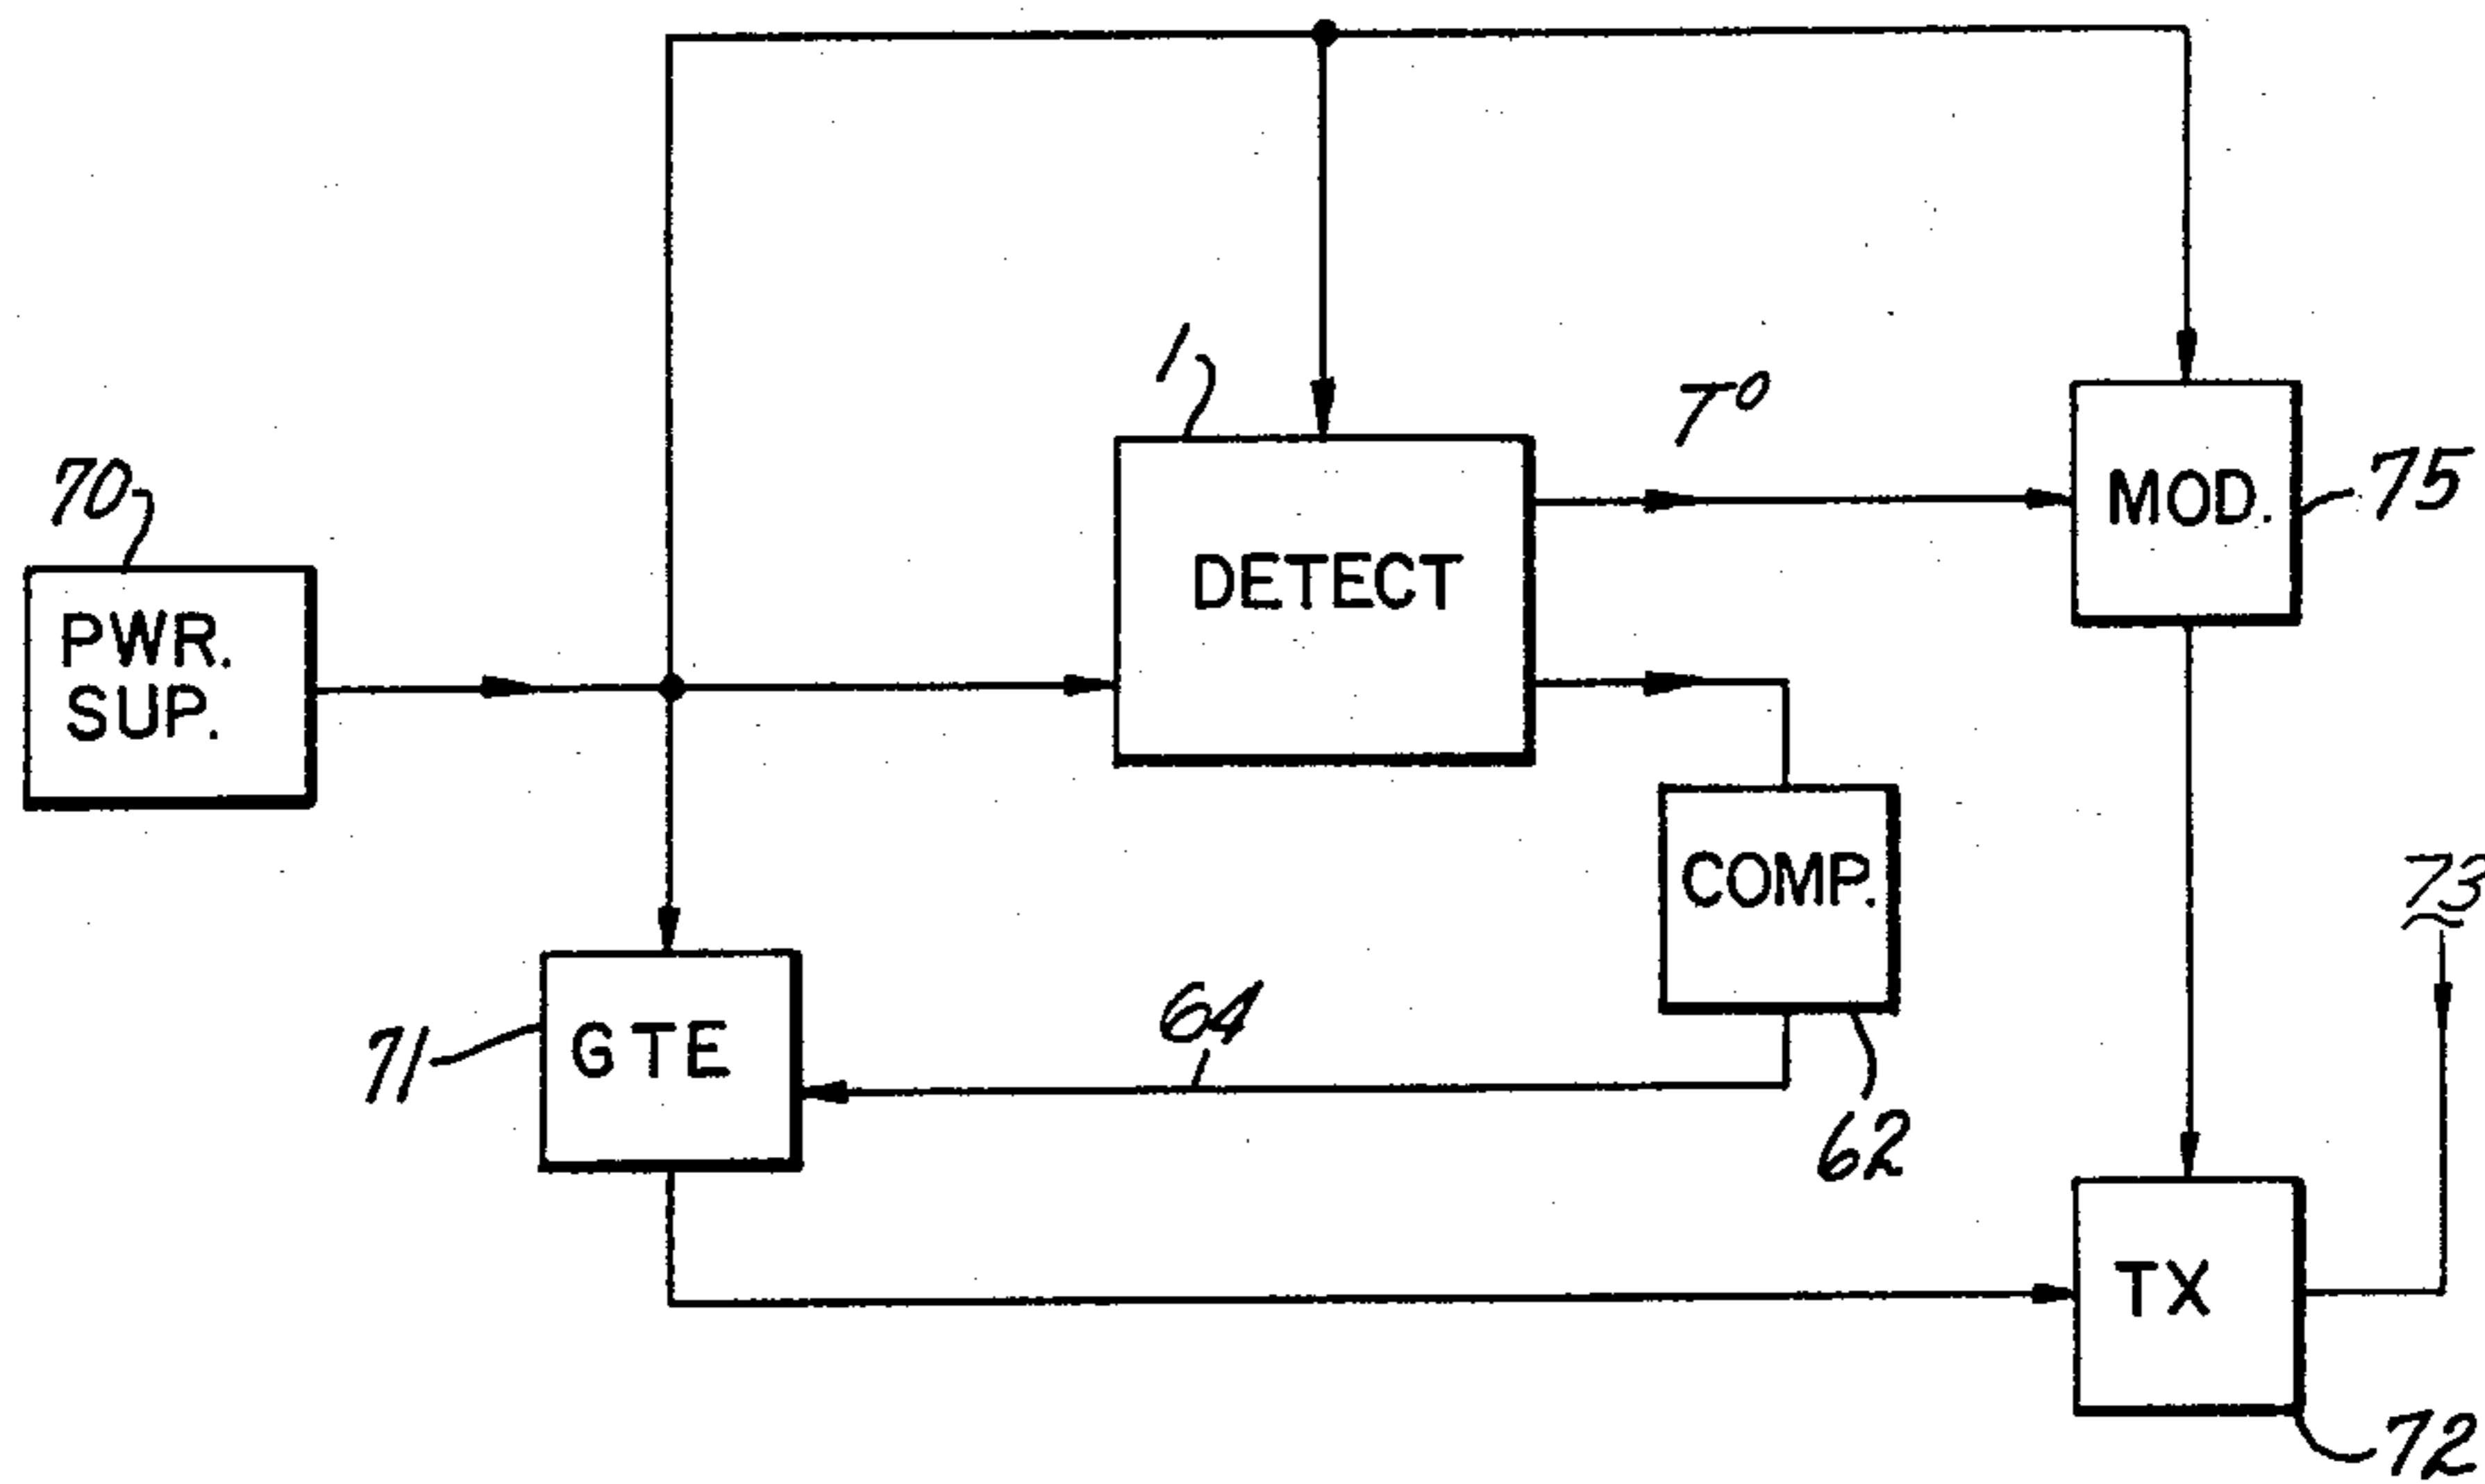 1
T°
70
MOD.
75
DETECT
PWR.
SUP.
COMP.
73
64
GTE
71
62
TX
72